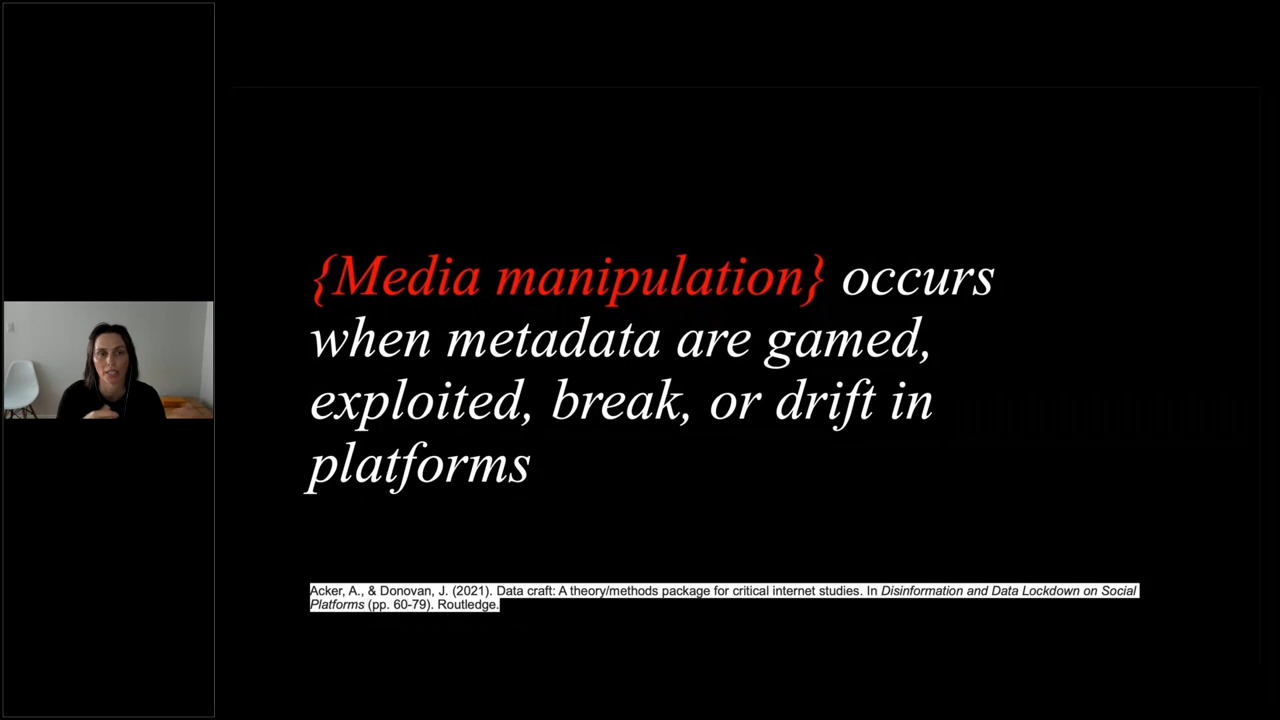 {Media manipulation} occurs
when metadata are gamed,
exploited, break, or drift in
platforms
Acker, A., & Donovan, J. (2021). Data craft: A theory/methods package for critical internet studies. In Disinformation and Data Lockdown on Social
Platforms (pp. 60-79). Routledge.